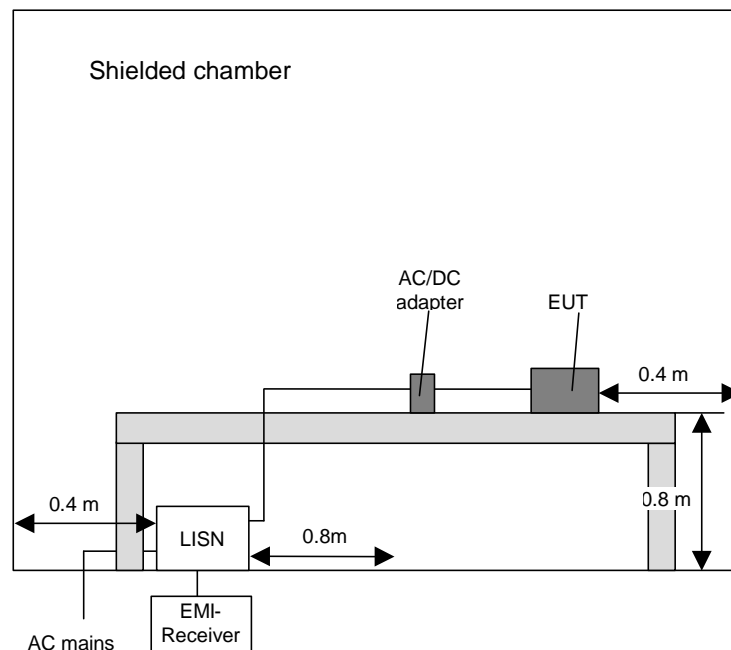 Shielded chamber
AC/DC
adapter
EUT
0.4 m
0.4 m
0.8 m
LISN
0.8m
EMI-
Receiver
AC mains